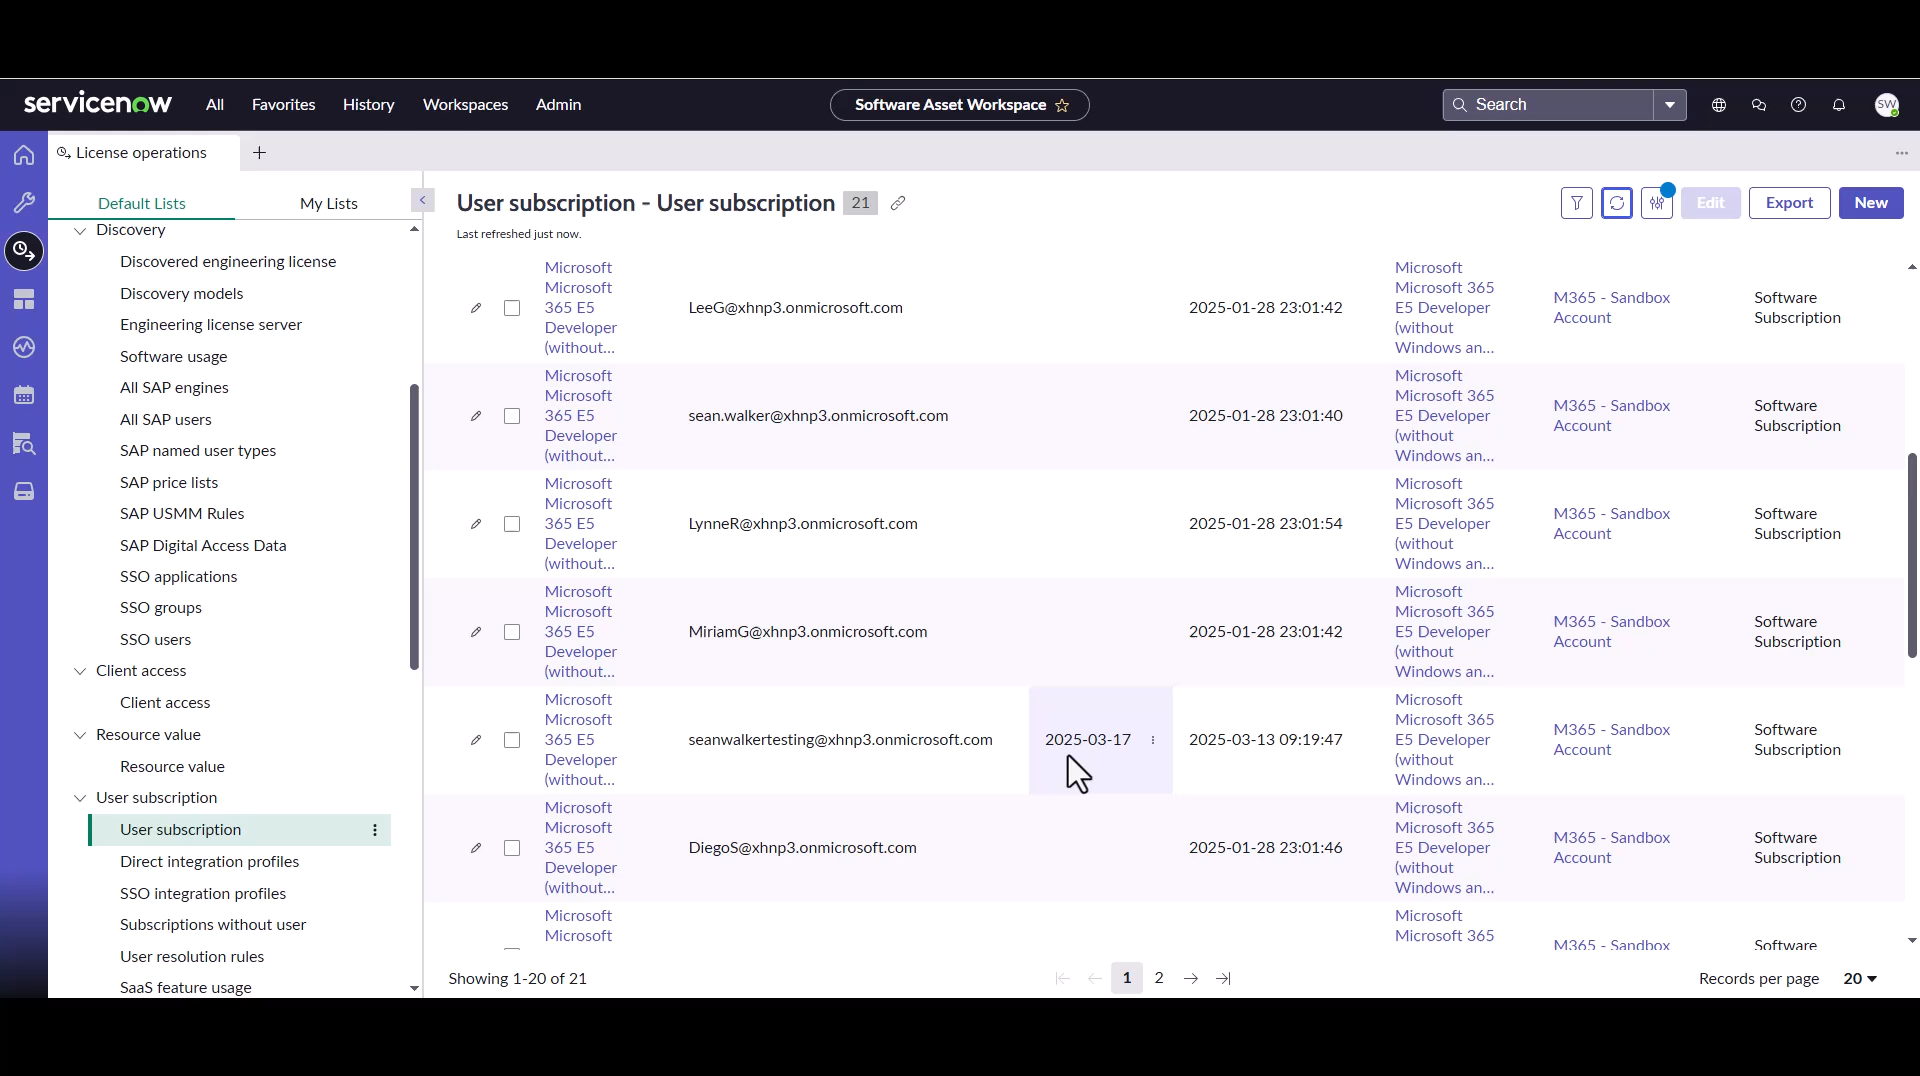 servicenow
All
Favorites
History
Workspaces
Admin
Software Asset Workspace
Search
SW
License operations
Default Lists
My Lists
Discovery
Discovered engineering license
Discovery models
Engineering license server
Software usage
All SAP engines
All SAP users
SAP named user types
SAP price lists
SAP USMM Rules
SAP Digital Access Data
SSO applications
SSO groups
SSO users
Client access
Client access
Resource value
Resource value
User subscription
User subscription
Direct integration profiles
SSO integration profiles
Subscriptions without user
User resolution rules
SaaS feature usage
User subscription - User subscription
21
Last refreshed just now.
Edit
Export
New
Microsoft
Microsoft
365 E5
Developer
(without...
LeeG@xhnp3.onmicrosoft.com
2025-01-28 23:01:42
Microsoft
Microsoft 365
E5 Developer
(without
Windows an...
M365 - Sandbox
Account
Software
Subscription
Microsoft
Microsoft
365 E5
Developer
(without...
sean.walker@xhnp3.onmicrosoft.com
2025-01-28 23:01:40
Microsoft
Microsoft 365
E5 Developer
(without
Windows an...
M365 - Sandbox
Account
Software
Subscription
Microsoft
Microsoft
365 E5
Developer
(without...
LynneR@xhnp3.onmicrosoft.com
2025-01-28 23:01:54
Microsoft
Microsoft 365
E5 Developer
(without
Windows an...
M365 - Sandbox
Account
Software
Subscription
Microsoft
Microsoft
365 E5
Developer
(without...
MiriamG@xhnp3.onmicrosoft.com
2025-01-28 23:01:42
Microsoft
Microsoft 365
E5 Developer
(without
Windows an...
M365 - Sandbox
Account
Software
Subscription
Microsoft
Microsoft
365 E5
Developer
(without...
seanwalkertesting@xhnp3.onmicrosoft.com
2025-03-17
2025-03-13 09:19:47
Microsoft
Microsoft 365
E5 Developer
(without
Windows an...
M365 - Sandbox
Account
Software
Subscription
Microsoft
Microsoft
365 E5
Developer
(without...
DiegoS@xhnp3.onmicrosoft.com
2025-01-28 23:01:46
Microsoft
Microsoft 365
E5 Developer
(without
Windows an...
M365 - Sandbox
Account
Software
Subscription
Microsoft
Microsoft
Microsoft
Microsoft 365
M365 - Sandbox
Software
Showing 1-20 of 21
1
2
Records per page
20